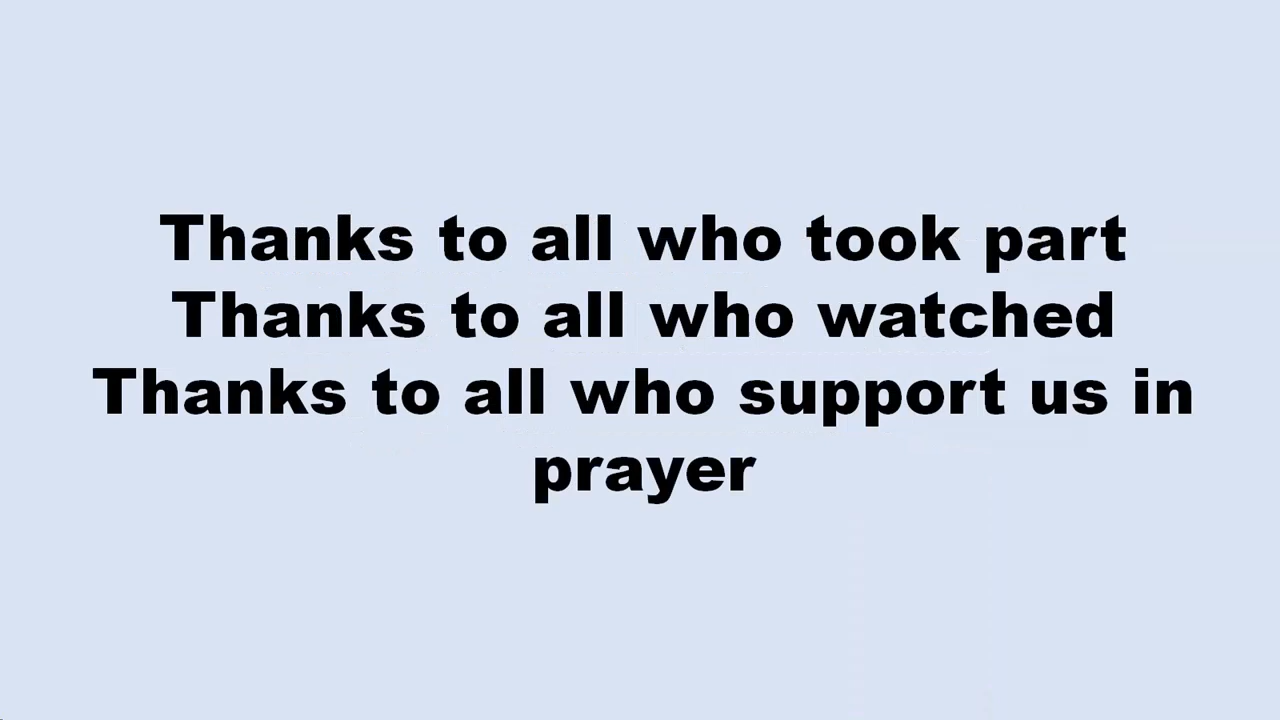 Thanks to all who took part
Thanks to all who watched
Thanks to all who support us in
prayer